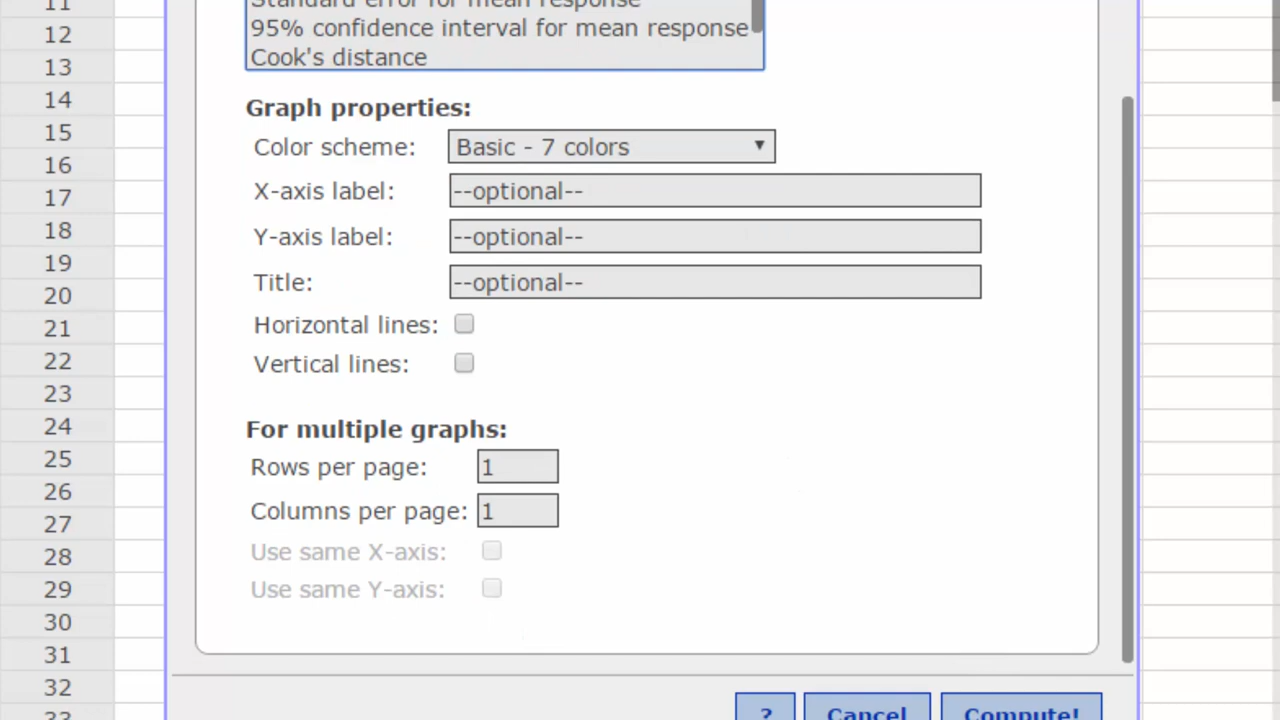 11
Standard error for mean response
12
95% confidence interval for mean response
13
Cook's distance
14
Graph properties:
15
Color scheme: Basic - 7 colors ▼
16
17
X-axis label: --optional--
18
Y-axis label: --optional--
19
20
Title: --optional--
21
Horizontal lines:
22
Vertical lines:
23
24
For multiple graphs:
25
Rows per page: 1
26
27
Columns per page: 1
28
Use same X-axis:
29
Use same Y-axis:
30
31
32
33
? Cancel Compute!